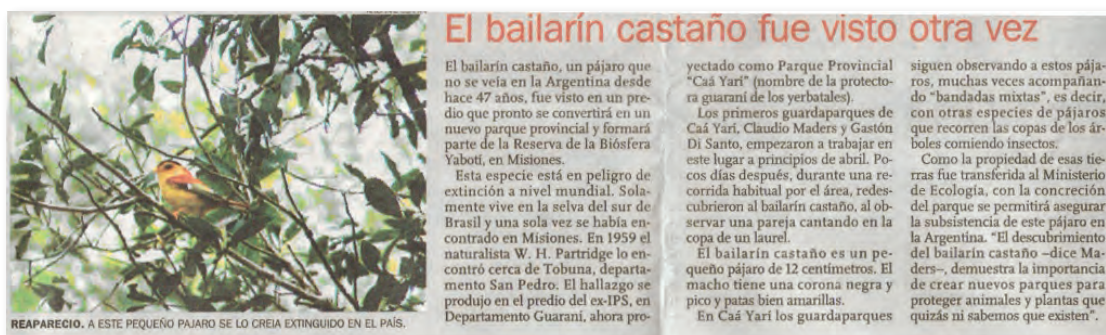 El bailarín castaño fue visto otra vez
El bailarín castaño, un pájaro que
no se veía en la Argentina desde
hace 47 años, fue visto en un pre-
dio que pronto se convertirá en un
nuevo parque provincial y formará
parte de la Reserva de la Biósfera
Yabotí, en Misiones.
Esta especie está en peligro de
extinción a nivel mundial. Sola-
mente vive en la selva del sur de
Brasil y una sola vez se había en-
contrado en Misiones. En 1959 el
naturalista W. H. Partridge lo en-
contró cerca de Tobuna, departa-
mento San Pedro. El hallazgo se
produjo en el predio del ex-IPS, en
Departamento Guaraní, ahora pro-
yectado como Parque Provincial
"Caá Yarí" (nombre de la protecto-
ra guaraní de los yerbatales).
Los primeros guardaparques de
Caá Yarí, Claudio Maders y Gastón
Di Santo, empezaron a trabajar en
este lugar a principios de abril. Po-
cos días después, durante una re-
corrida habitual por el área, redes-
cubrieron al bailarín castaño, al ob-
servar una pareja cantando en la
copa de un laurel.
El bailarín castaño es un pe-
queño pájaro de 12 centímetros. El
macho tiene una corona negra y
pico y patas bien amarillas.
En Caá Yarí los guardaparques
siguen observando a estos pája-
ros, muchas veces acompañan-
do "bandadas mixtas", es decir,
con otras especies de pájaros
que recorren las copas de los ár-
boles comiendo insectos.
Como la propiedad de esas tie-
rras fue transferida al Ministerio
de Ecología, con la concreción
del parque se permitirá asegurar
la subsistencia de este pájaro en
la Argentina. "El descubrimiento
del bailarín castaño –dice Ma-
ders–, demuestra la importancia
de crear nuevos parques para
proteger animales y plantas que
quizás ni sabemos que existen".
REAPARECIO. A ESTE PEQUEÑO PAJARO SE LO CREIA EXTINGUIDO EN EL PAÍS.